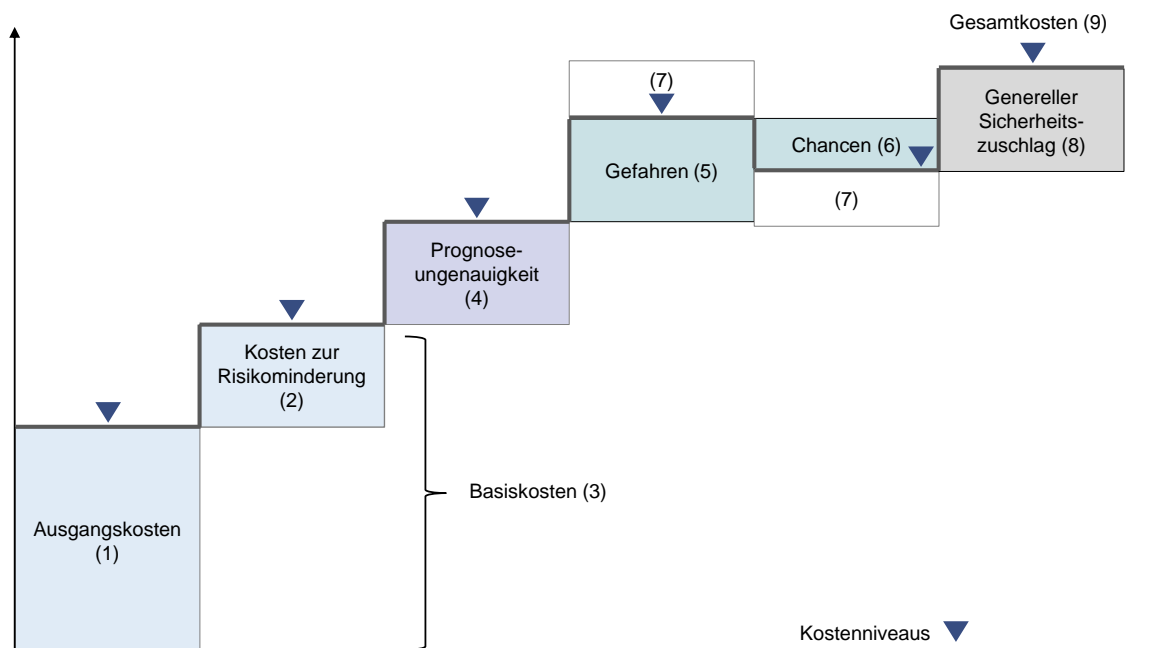 Gesamtkosten (9)
(7)
Genereller
Sicherheits-
zuschlag (8)
Chancen (6)
Gefahren (5)
(7)
Prognose-
ungenauigkeit
(4)
Kosten zur
Risikominderung
(2)
Basiskosten (3)
Ausgangskosten
(1)
Kostenniveaus